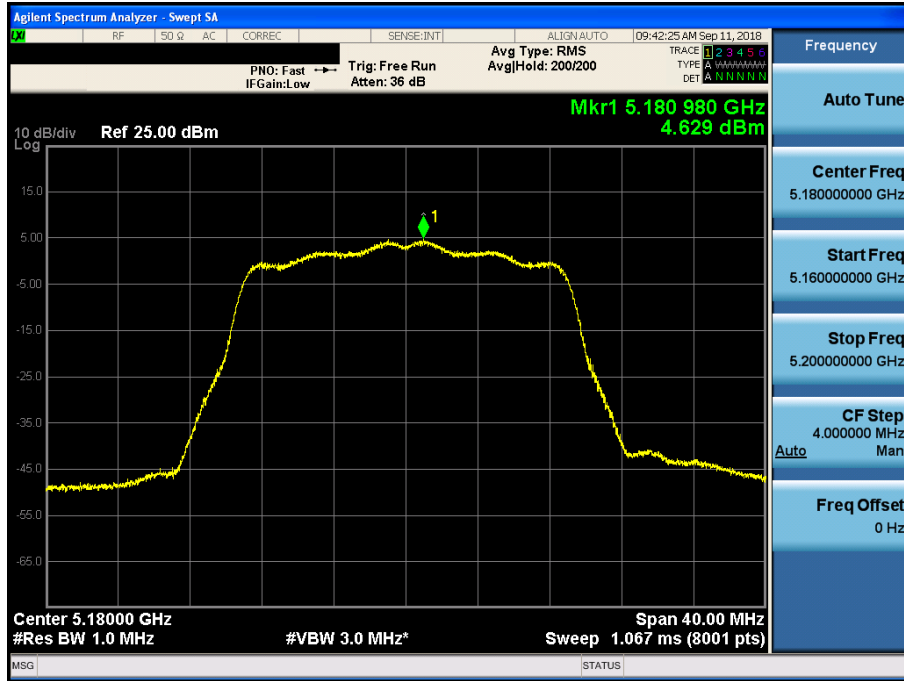 Agilent Spectrum Analyzer - Swept SA
LXI RF 50 Ω AC CORREC SENSE:INT ALIGN AUTO 09:42:25 AM Sep 11, 2018
PNO: Fast
IFGain:Low
Trig: Free Run
Atten: 36 dB
Avg Type: RMS
Avg|Hold: 200/200
TRACE 1 2 3 4 5 6
TYPE A WWWWW
DET A N N N N N
Mkr1 5.180 980 GHz
4.629 dBm
10 dB/div Ref 25.00 dBm
Log
15.0
5.00
-5.00
-15.0
-25.0
-35.0
-45.0
-55.0
-65.0
1
Center 5.18000 GHz Span 40.00 MHz
#Res BW 1.0 MHz #VBW 3.0 MHz* Sweep 1.067 ms (8001 pts)
MSG STATUS
Frequency
Auto Tune
Center Freq
5.180000000 GHz
Start Freq
5.160000000 GHz
Stop Freq
5.200000000 GHz
CF Step
4.000000 MHz
Auto Man
Freq Offset
0 Hz